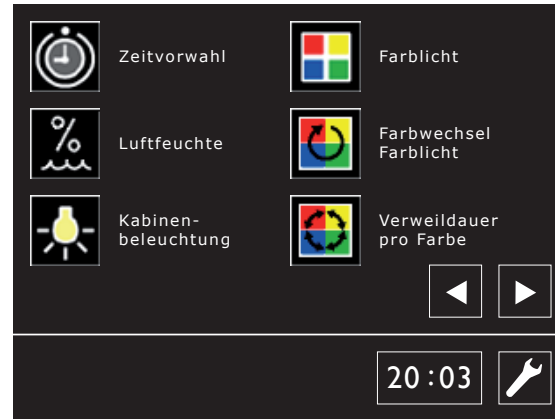 Zeitvorwahl
Farblicht
%
Luftfeuchte
Farbwechsel
Farblicht
Kabinen-
beleuchtung
Verweildauer
pro Farbe
20:03